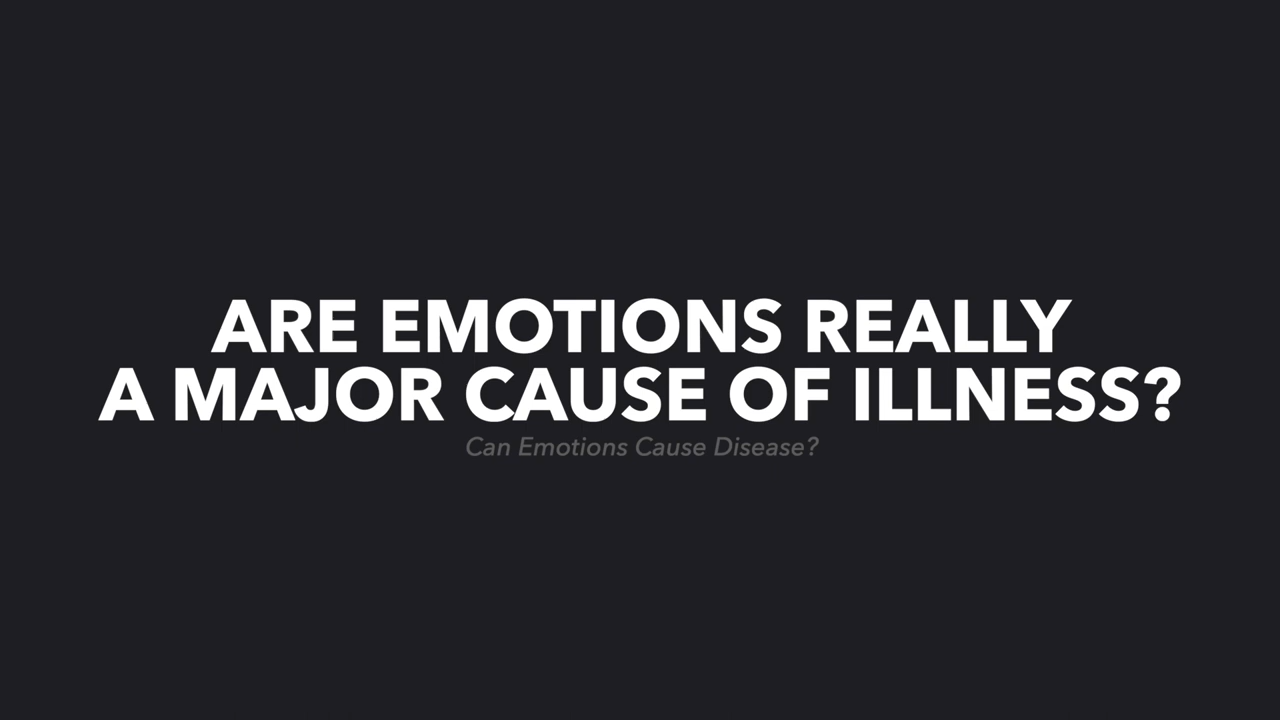 ARE EMOTIONS REALLY
A MAJOR CAUSE OF ILLNESS?
Can Emotions Cause Disease?